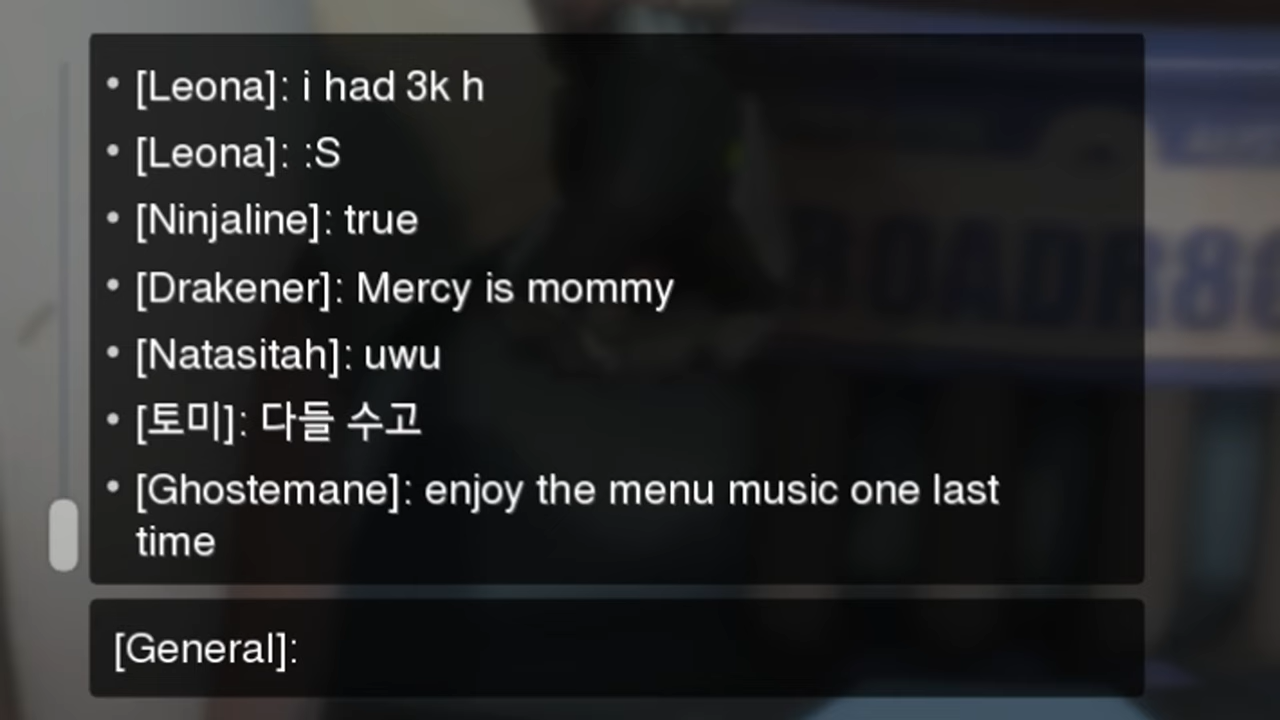 • [Leona]: i had 3k h
• [Leona]: :S
• [Ninjaline]: true
• [Drakener]: Mercy is mommy
• [Natasitah]: uwu
• [토미]: 다들 수고
• [Ghostemane]: enjoy the menu music one last
time
[General]: